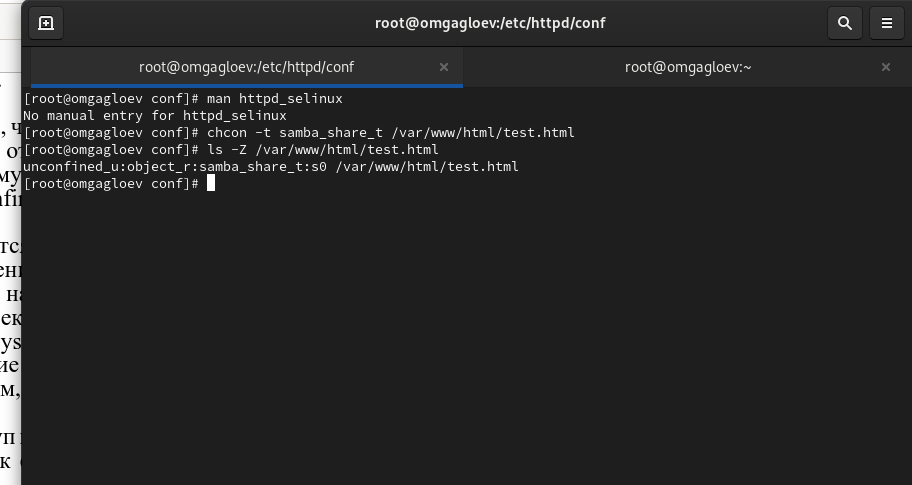 root@omgagloev:/etc/httpd/conf
root@omgagloev:/etc/httpd/conf
root@omgagloev:~
[root@omgagloev conf]# man httpd_selinux
No manual entry for httpd_selinux
[root@omgagloev conf]# chcon -t samba_share_t /var/www/html/test.html
[root@omgagloev conf]# ls -Z /var/www/html/test.html
unconfined_u:object_r:samba_share_t:s0 /var/www/html/test.html
[root@omgagloev conf]#